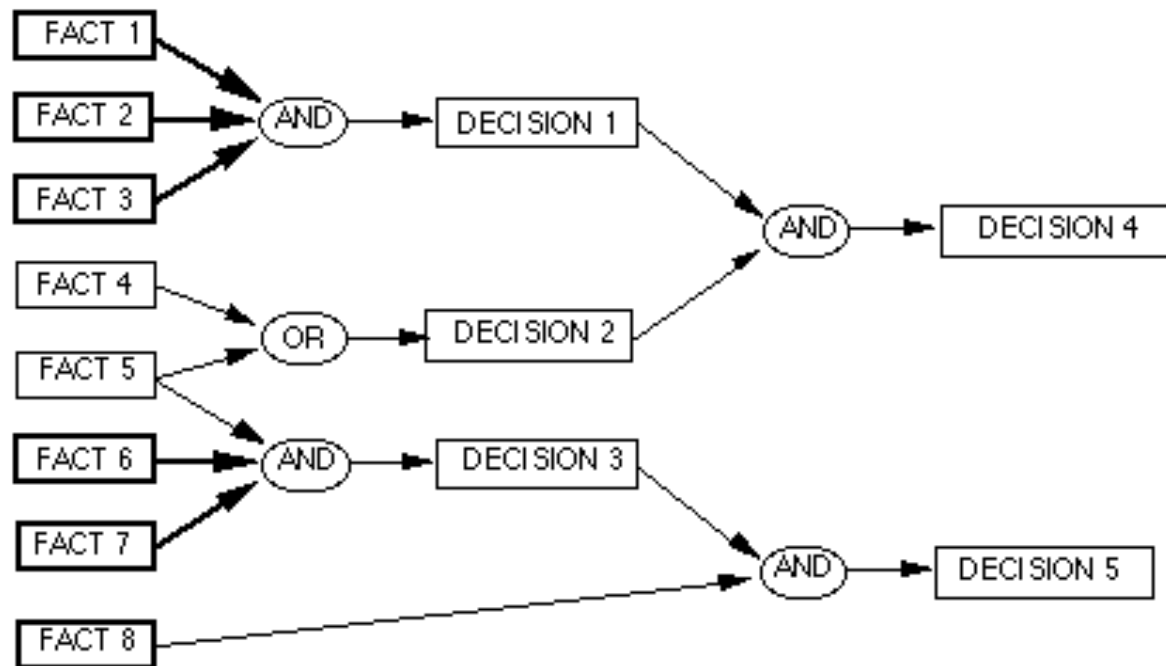 FACT 1
FACT 2
AND
DECISION 1
FACT 3
AND
DECISION 4
FACT 4
OR
DECISION 2
FACT 5
FACT 6
AND
DECISION 3
FACT 7
AND
DECISION 5
FACT 8